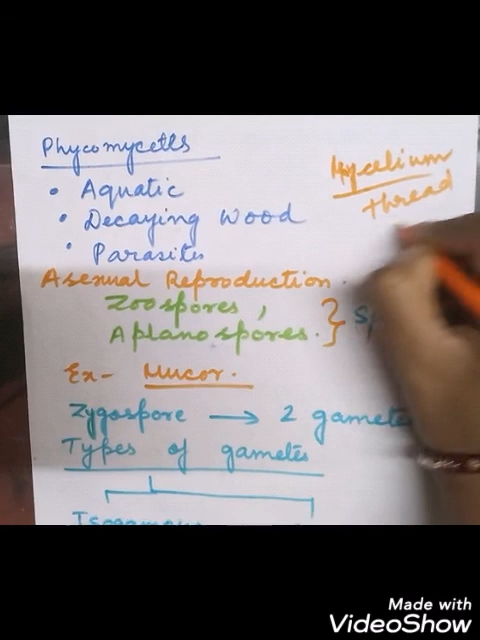 Phycomycetes
Mycelium
thread
• Aquatic
• Decaying wood
• Parasites
Asexual Reproduction.
Zoospores,
Aplanospores. }
Ex- Mucor.
Zygospore → 2 gamete
Types of gametes
Made with
VideoShow